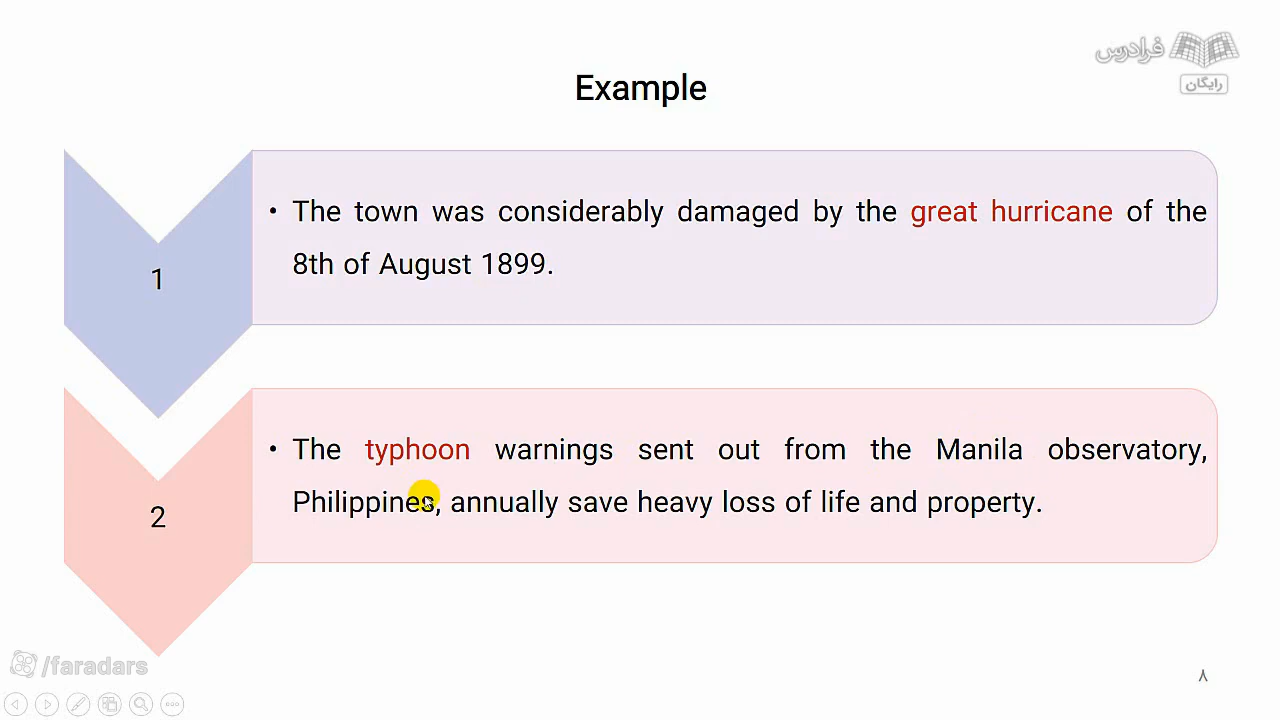 فرادرس
رایگان
Example
1
• The town was considerably damaged by the great hurricane of the
8th of August 1899.
2
• The typhoon warnings sent out from the Manila observatory,
Philippines, annually save heavy loss of life and property.
/faradars
۸